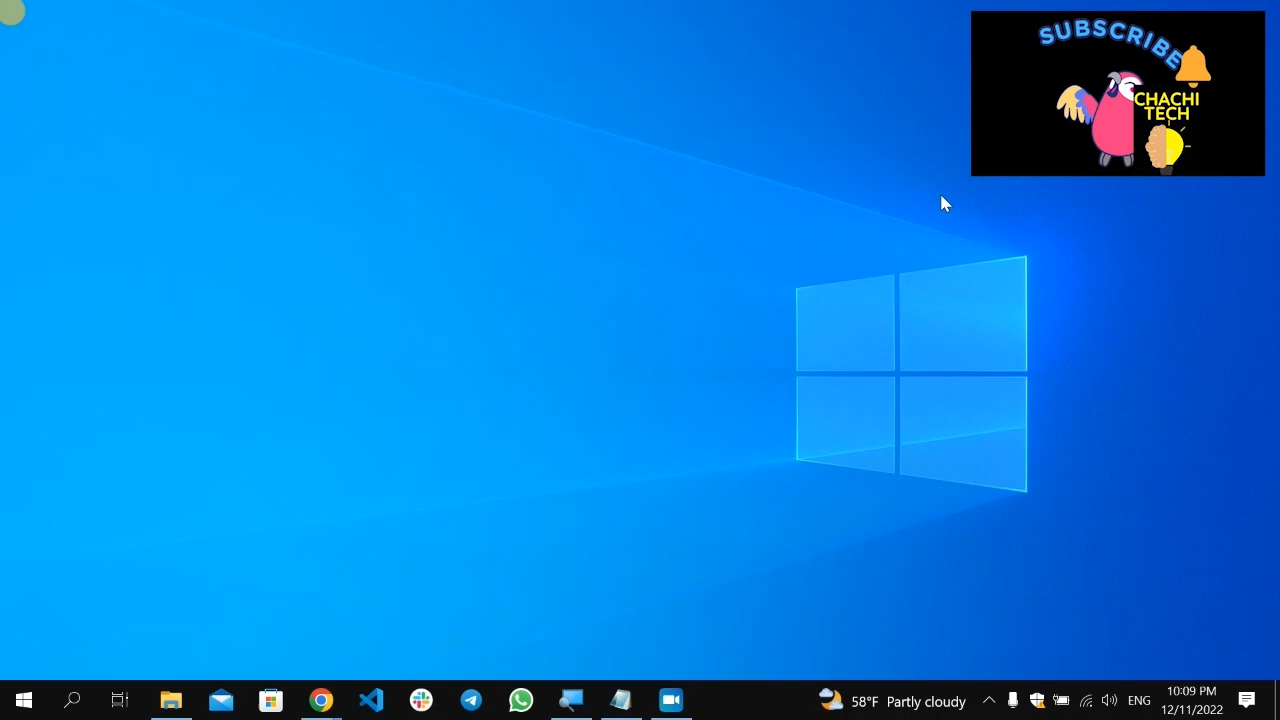 SUBSCRIBE
CHACHI
TECH
58°F Partly cloudy
ENG
10:09 PM
12/11/2022